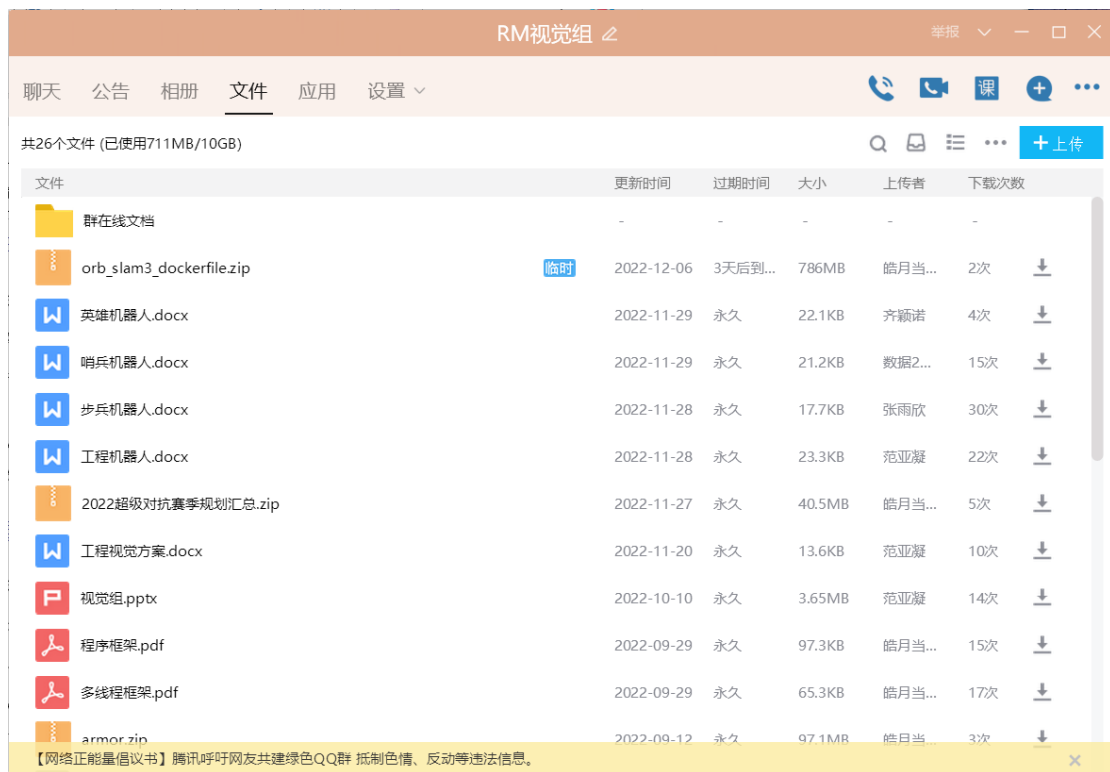 RM视觉组
举报
聊天 公告 相册 文件 应用 设置
课
共26个文件 (已使用711MB/10GB)
上传
文件 更新时间 过期时间 大小 上传者 下载次数
群在线文档 - - - - -
orb_slam3_dockerfile.zip 临时 2022-12-06 3天后到... 786MB 皓月当... 2次
英雄机器人.docx 2022-11-29 永久 22.1KB 齐颖诺 4次
哨兵机器人.docx 2022-11-29 永久 21.2KB 数据2... 15次
步兵机器人.docx 2022-11-28 永久 17.7KB 张雨欣 30次
工程机器人.docx 2022-11-28 永久 23.3KB 范亚凝 22次
2022超级对抗赛季规划汇总.zip 2022-11-27 永久 40.5MB 皓月当... 5次
工程视觉方案.docx 2022-11-20 永久 13.6KB 范亚凝 10次
视觉组.pptx 2022-10-10 永久 3.65MB 范亚凝 14次
程序框架.pdf 2022-09-29 永久 97.3KB 皓月当... 15次
多线程框架.pdf 2022-09-29 永久 65.3KB 皓月当... 17次
armor.zip 2022-09-12 永久 97.1MB 皓月当... 3次
【网络正能量倡议书】腾讯呼吁网友共建绿色QQ群 抵制色情、反动等违法信息。